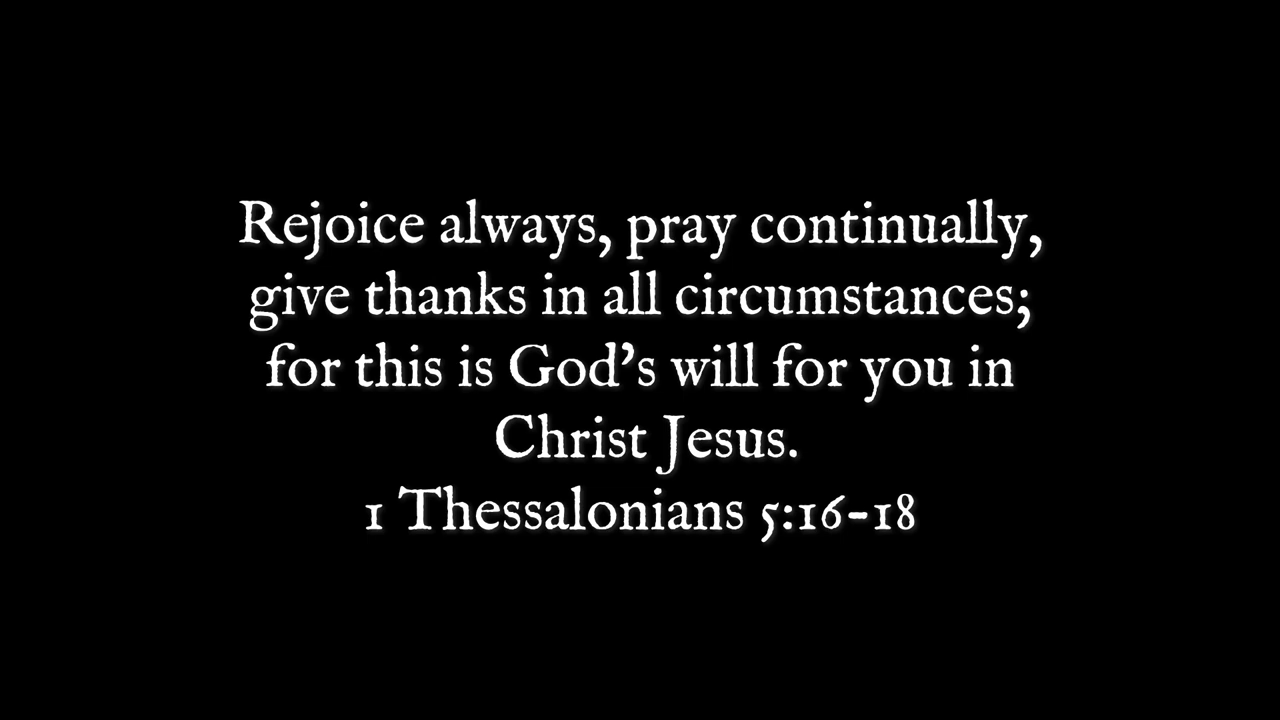 Rejoice always, pray continually,
give thanks in all circumstances;
for this is God’s will for you in
Christ Jesus.
1 Thessalonians 5:16-18